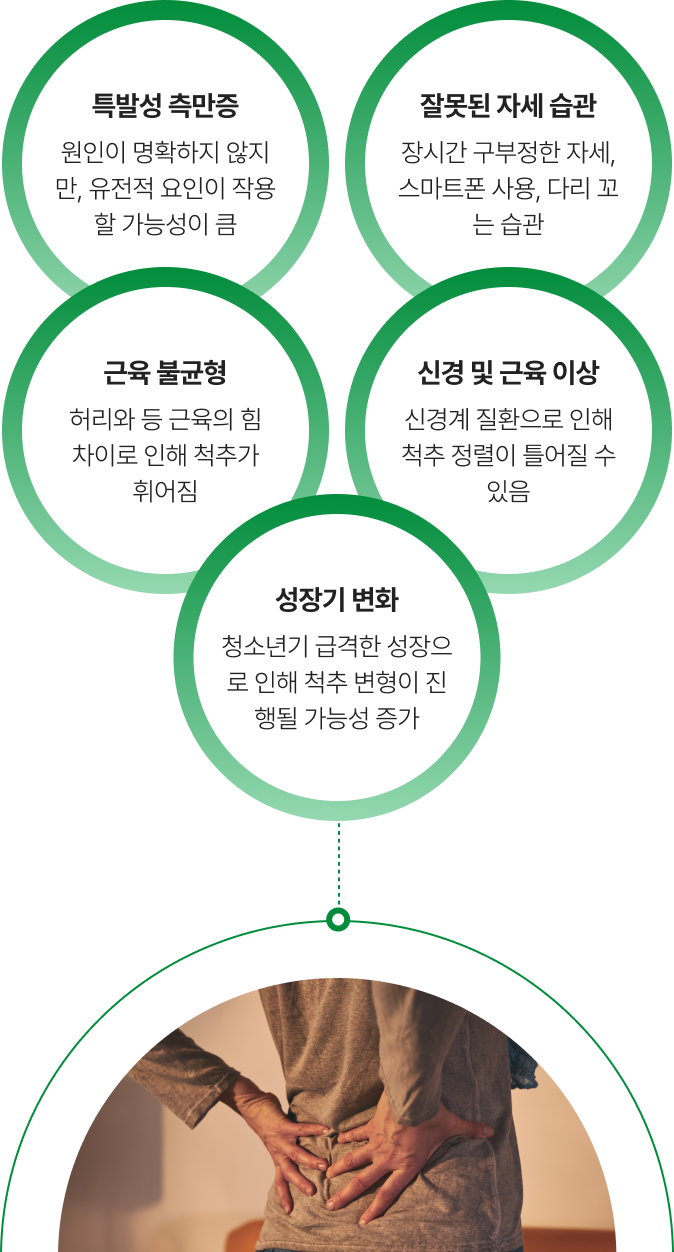 특발성 측만증
원인이 명확하지 않지
만, 유전적 요인이 작용
할 가능성이 큼
잘못된 자세 습관
장시간 구부정한 자세,
스마트폰 사용, 다리 꼬
는 습관
근육 불균형
허리와 등 근육의 힘
차이로 인해 척추가
휘어짐
신경 및 근육 이상
신경계 질환으로 인해
척추 정렬이 틀어질 수
있음
성장기 변화
청소년기 급격한 성장으
로 인해 척추 변형이 진
행될 가능성 증가